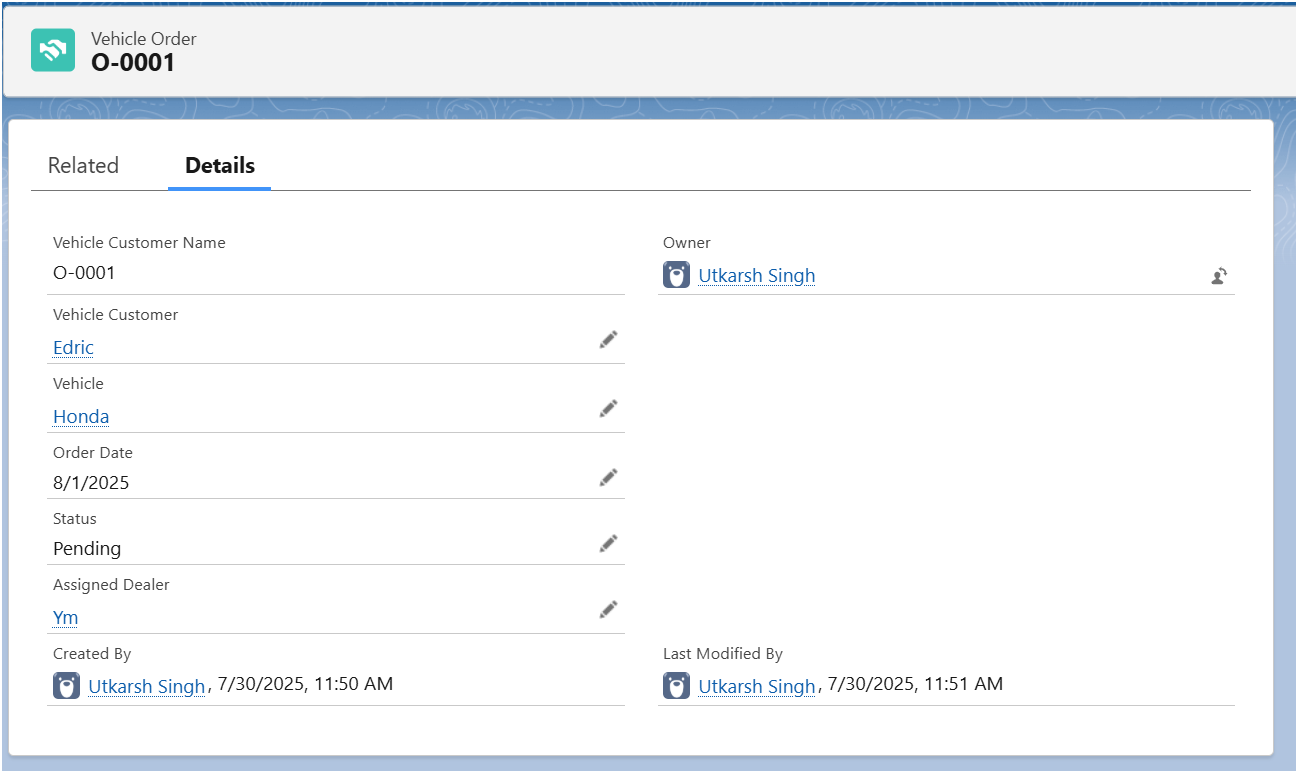 Vehicle Order
O-0001
Related Details
Vehicle Customer Name
O-0001
Owner
Utkarsh Singh
Vehicle Customer
Edric
Vehicle
Honda
Order Date
8/1/2025
Status
Pending
Assigned Dealer
Ym
Created By
Utkarsh Singh, 7/30/2025, 11:50 AM
Last Modified By
Utkarsh Singh, 7/30/2025, 11:51 AM